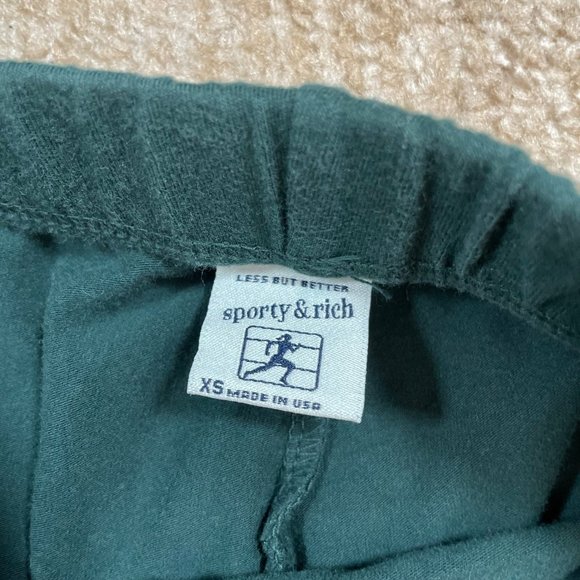 LESS BUT BETTER
sporty & rich
XS MADE IN USA